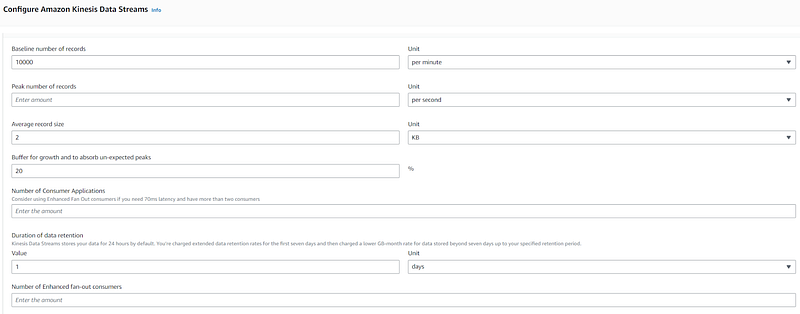 Configure Amazon Kinesis Data Streams Info
Baseline number of records Unit
10000 per minute
Peak number of records Unit
Enter amount per second
Average record size Unit
2 KB
Buffer for growth and to absorb un-expected peaks
20 %
Number of Consumer Applications
Consider using Enhanced Fan Out consumers if you need 70ms latency and have more than two consumers
Enter the amount
Duration of data retention
Kinesis Data Streams stores your data for 24 hours by default. You're charged extended data retention rates for the first seven days and then charged a lower GB-month rate for data stored beyond seven days up to your specified retention period.
Value Unit
1 days
Number of Enhanced fan-out consumers
Enter the amount